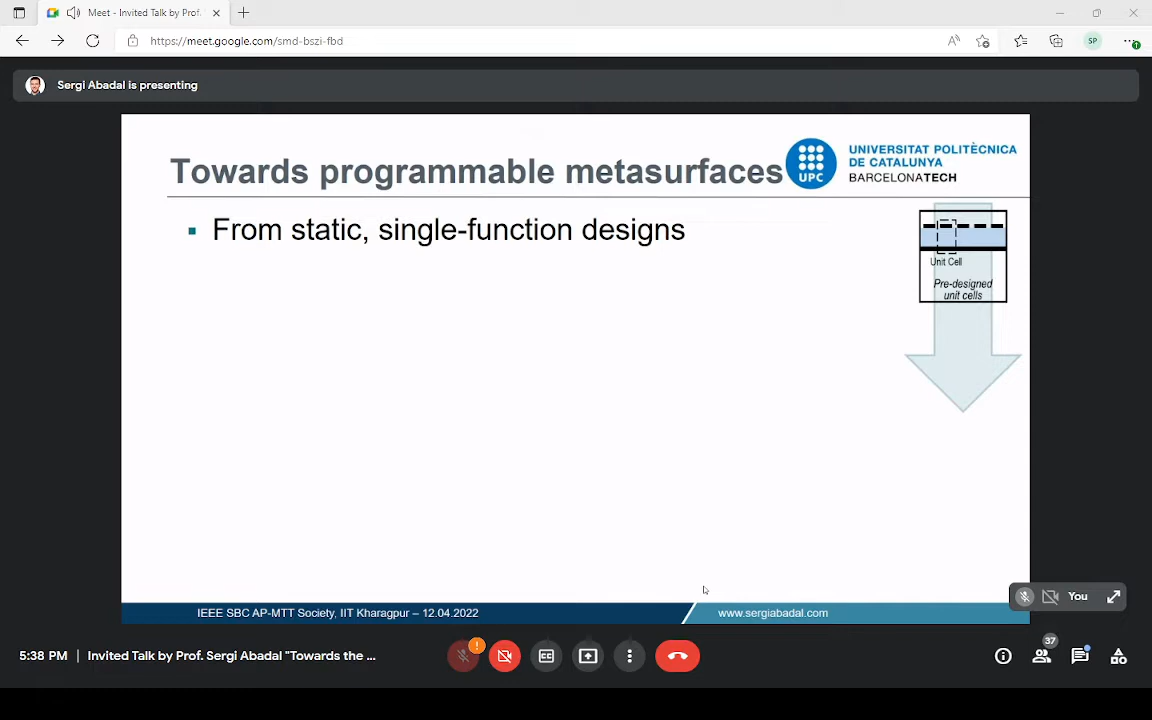 Meet - Invited Talk by Prof.
https://meet.google.com/smd-bszi-fbd
SP
Sergi Abadal is presenting
Towards programmable metasurfaces
UPC
UNIVERSITAT POLITÈCNICA
DE CATALUNYA
BARCELONATECH
From static, single-function designs
Unit Cell
Pre-designed
unit cells
IEEE SBC AP-MTT Society, IIT Kharagpur – 12.04.2022
www.sergiabadal.com
You
5:38 PM | Invited Talk by Prof. Sergi Abadal "Towards the ...
37